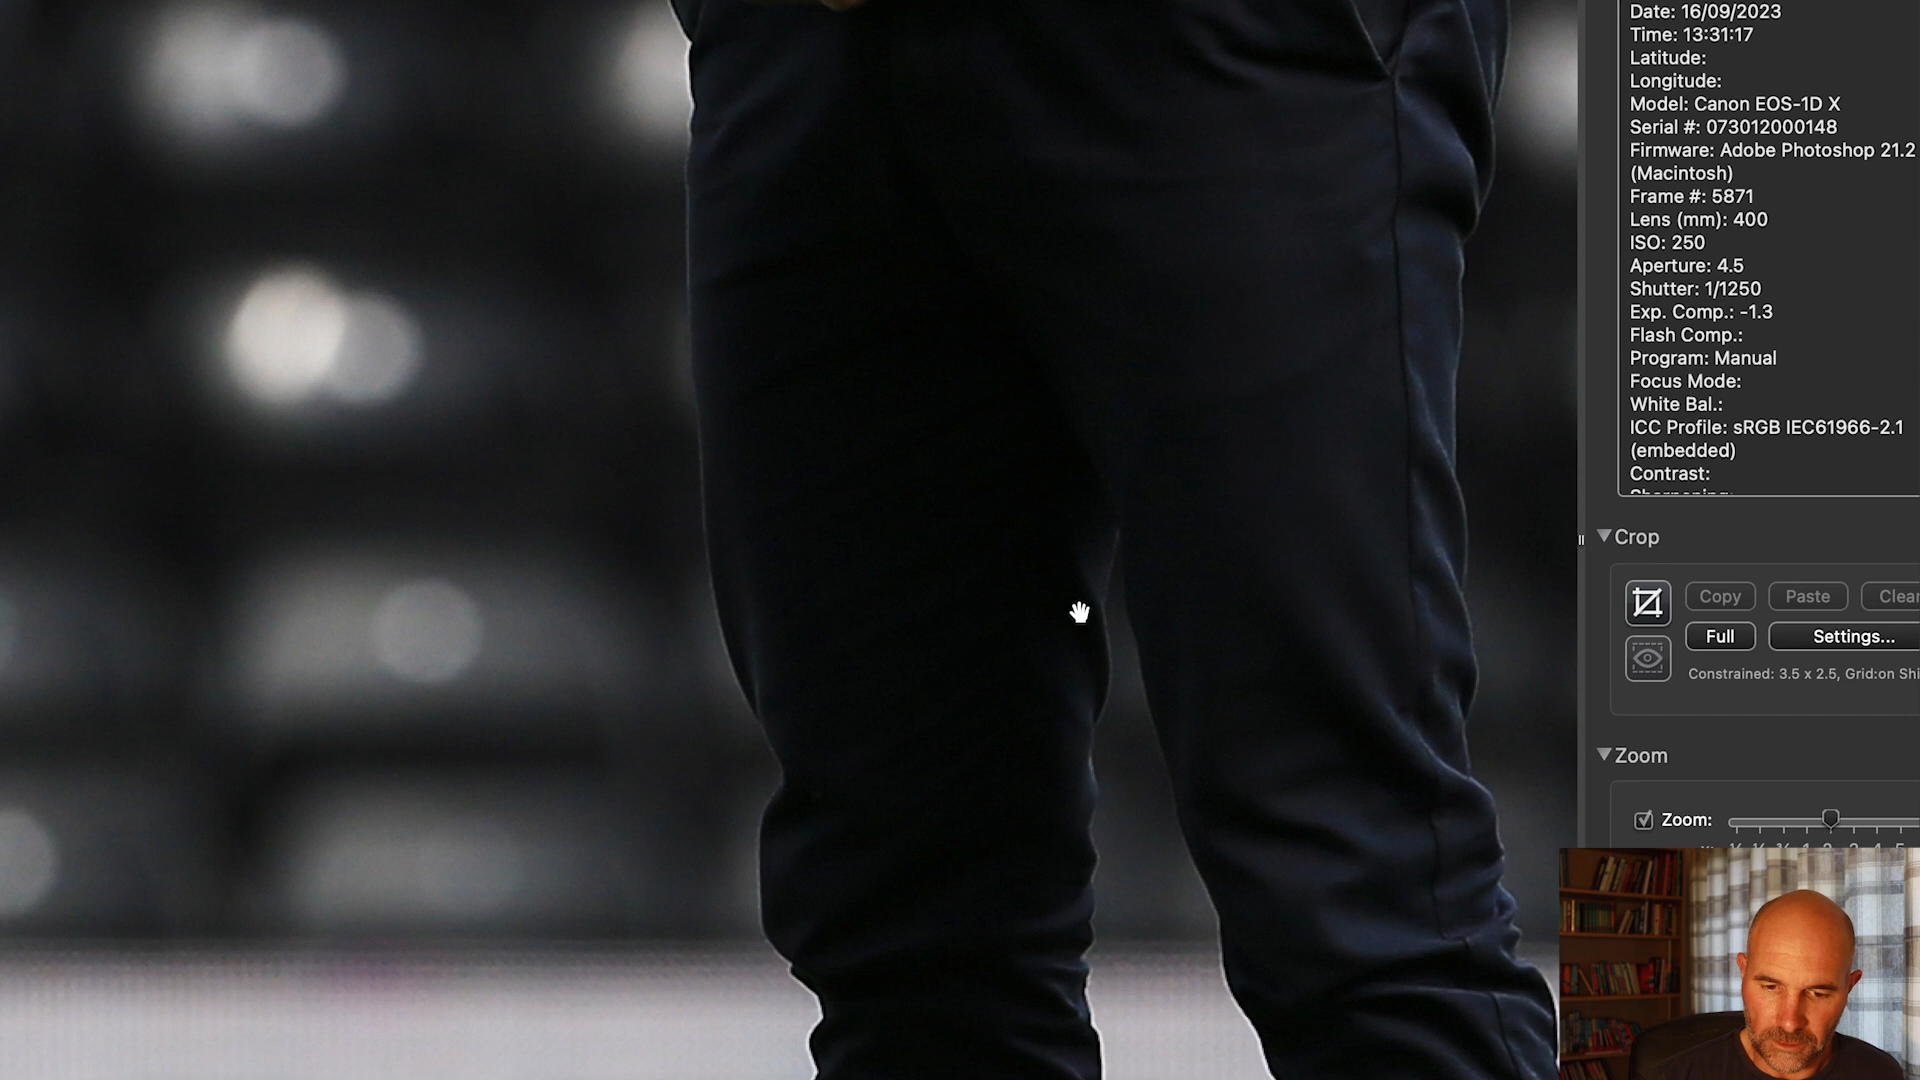 Date: 16/09/2023
Time: 13:31:17
Latitude:
Longitude:
Model: Canon EOS-1D X
Serial #: 073012000148
Firmware: Adobe Photoshop 21.2
(Macintosh)
Frame #: 5871
Lens (mm): 400
ISO: 250
Aperture: 4.5
Shutter: 1/1250
Exp. Comp.: -1.3
Flash Comp.:
Program: Manual
Focus Mode:
White Bal.:
ICC Profile: sRGB IEC61966-2.1
(embedded)
Contrast:
Crop
Copy Paste Clear
Full Settings...
Constrained: 3.5 x 2.5, Grid:on Shi
Zoom
Zoom: